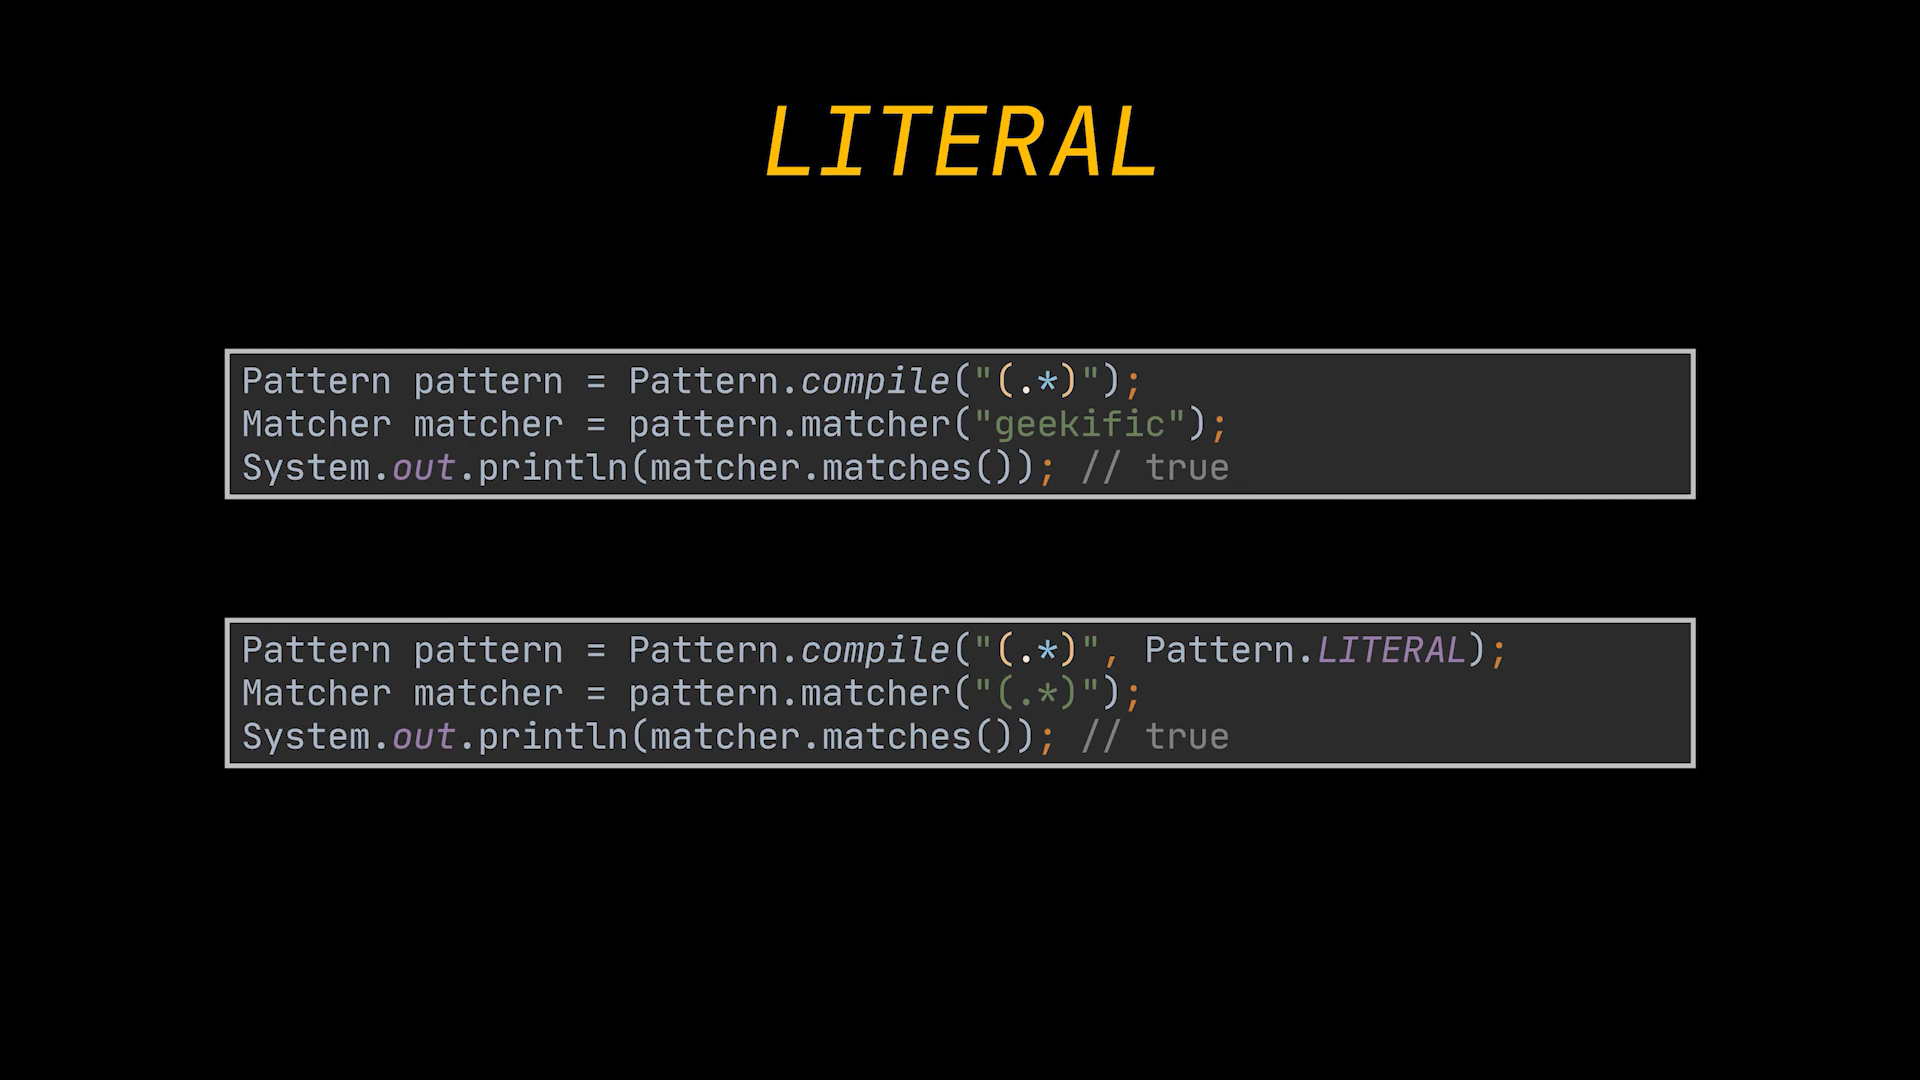 LITERAL
Pattern pattern = Pattern.compile("(.*)");
Matcher matcher = pattern.matcher("geekific");
System.out.println(matcher.matches()); // true
Pattern pattern = Pattern.compile("(.*)", Pattern.LITERAL);
Matcher matcher = pattern.matcher("(.*)");
System.out.println(matcher.matches()); // true